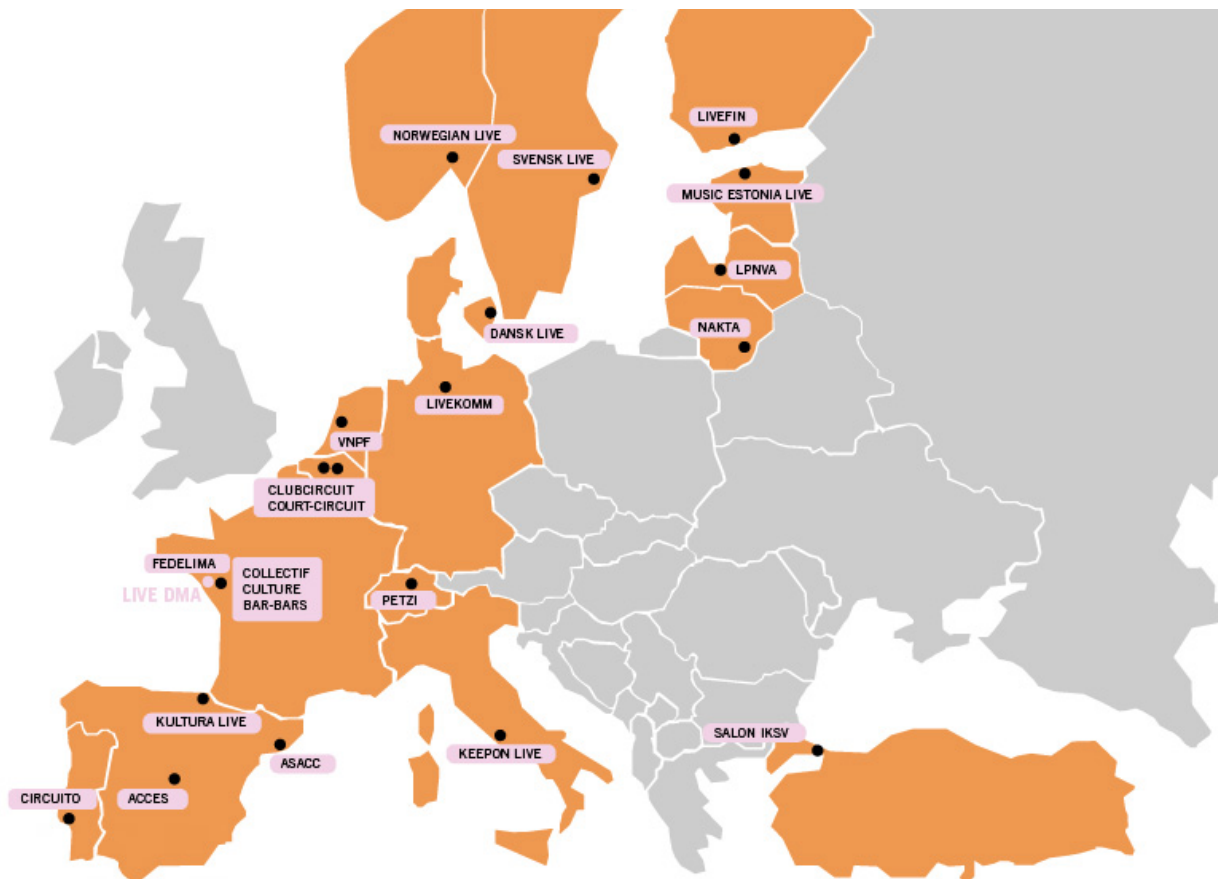 LIVEFIN
NORWEGIAN LIVE
SVENSK LIVE
MUSIC ESTONIA LIVE
LPNVA
DANSK LIVE
NAKTA
LIVEKOMM
VNPF
CLUBCIRCUIT
COURT-CIRCUIT
FEDELIMA
COLLECTIF
CULTURE
BAR-BARS
LIVE DMA
PETZI
KULTURA LIVE
SALON IKSV
KEEPON LIVE
ASACC
CIRCUITO
ACCES